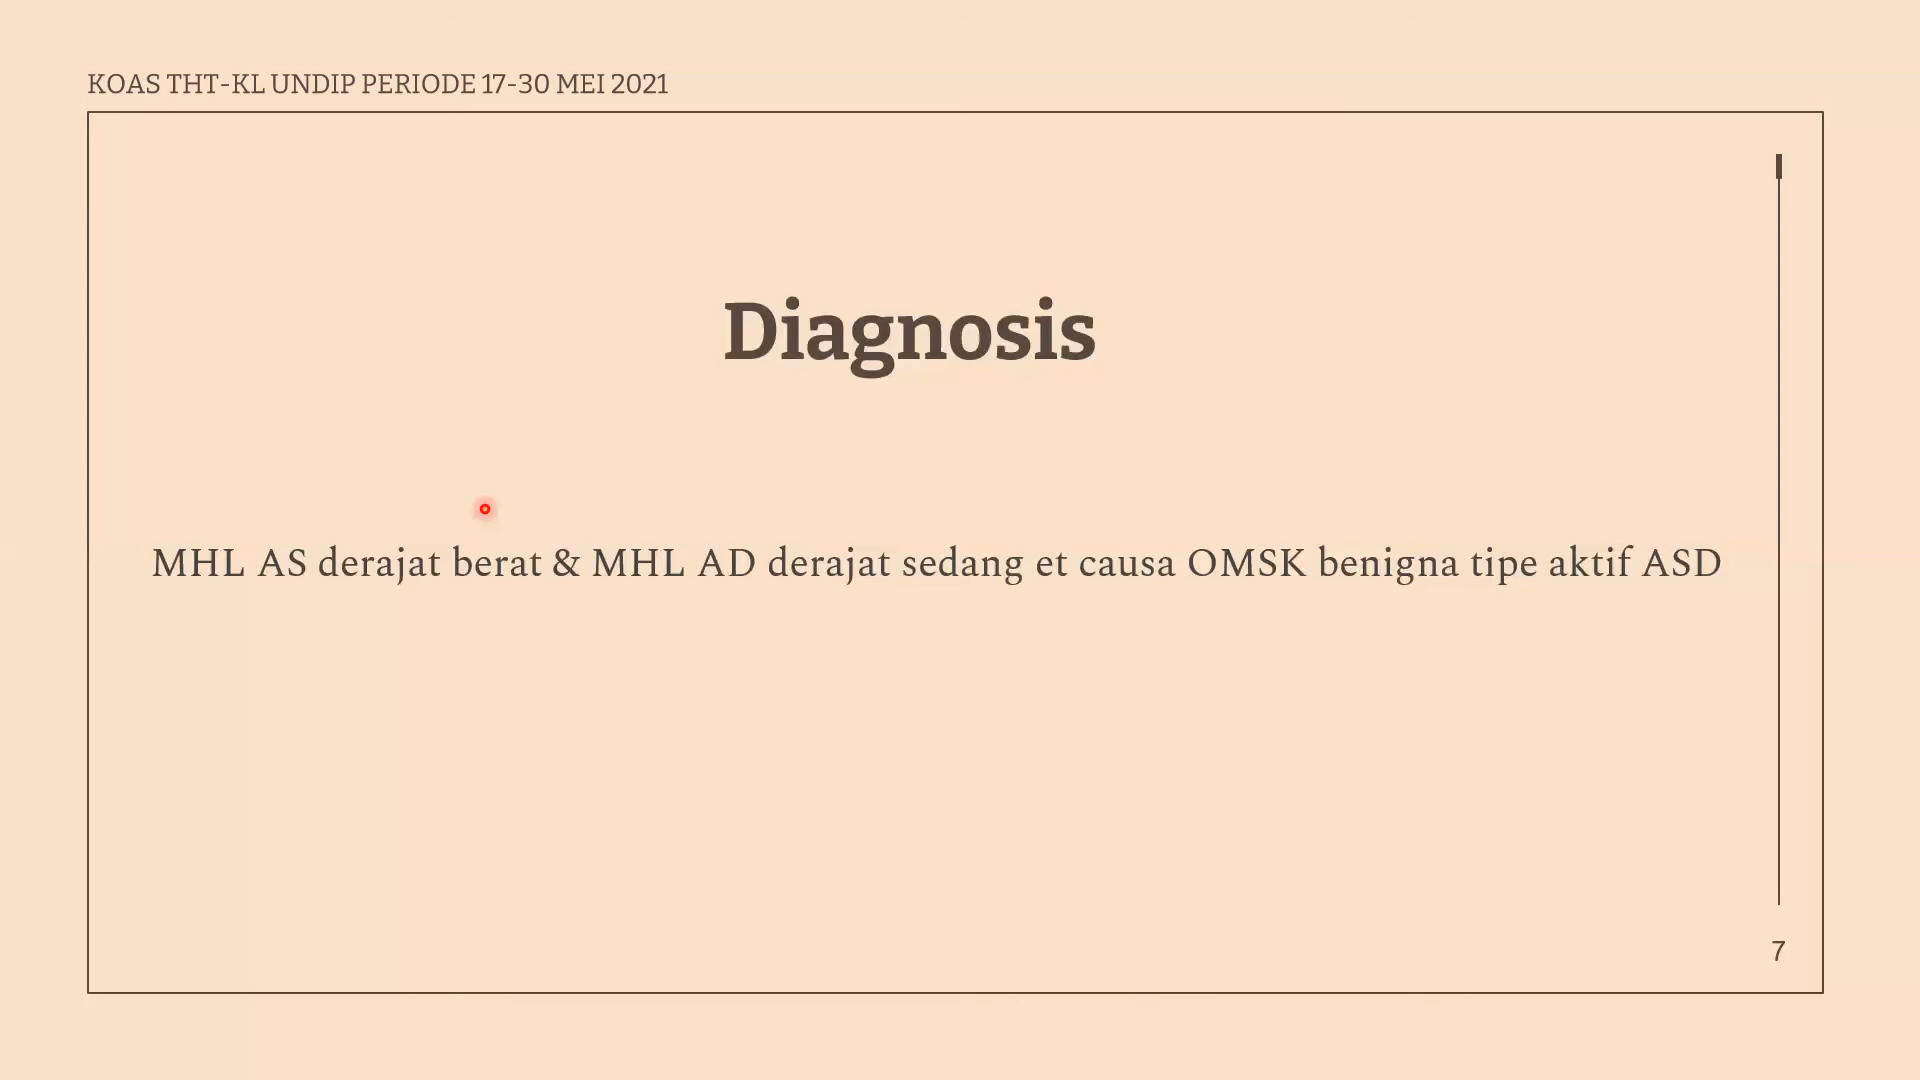 KOAS THT-KL UNDIP PERIODE 17-30 MEI 2021
Diagnosis
MHL AS derajat berat & MHL AD derajat sedang et causa OMSK benigna tipe aktif ASD
7